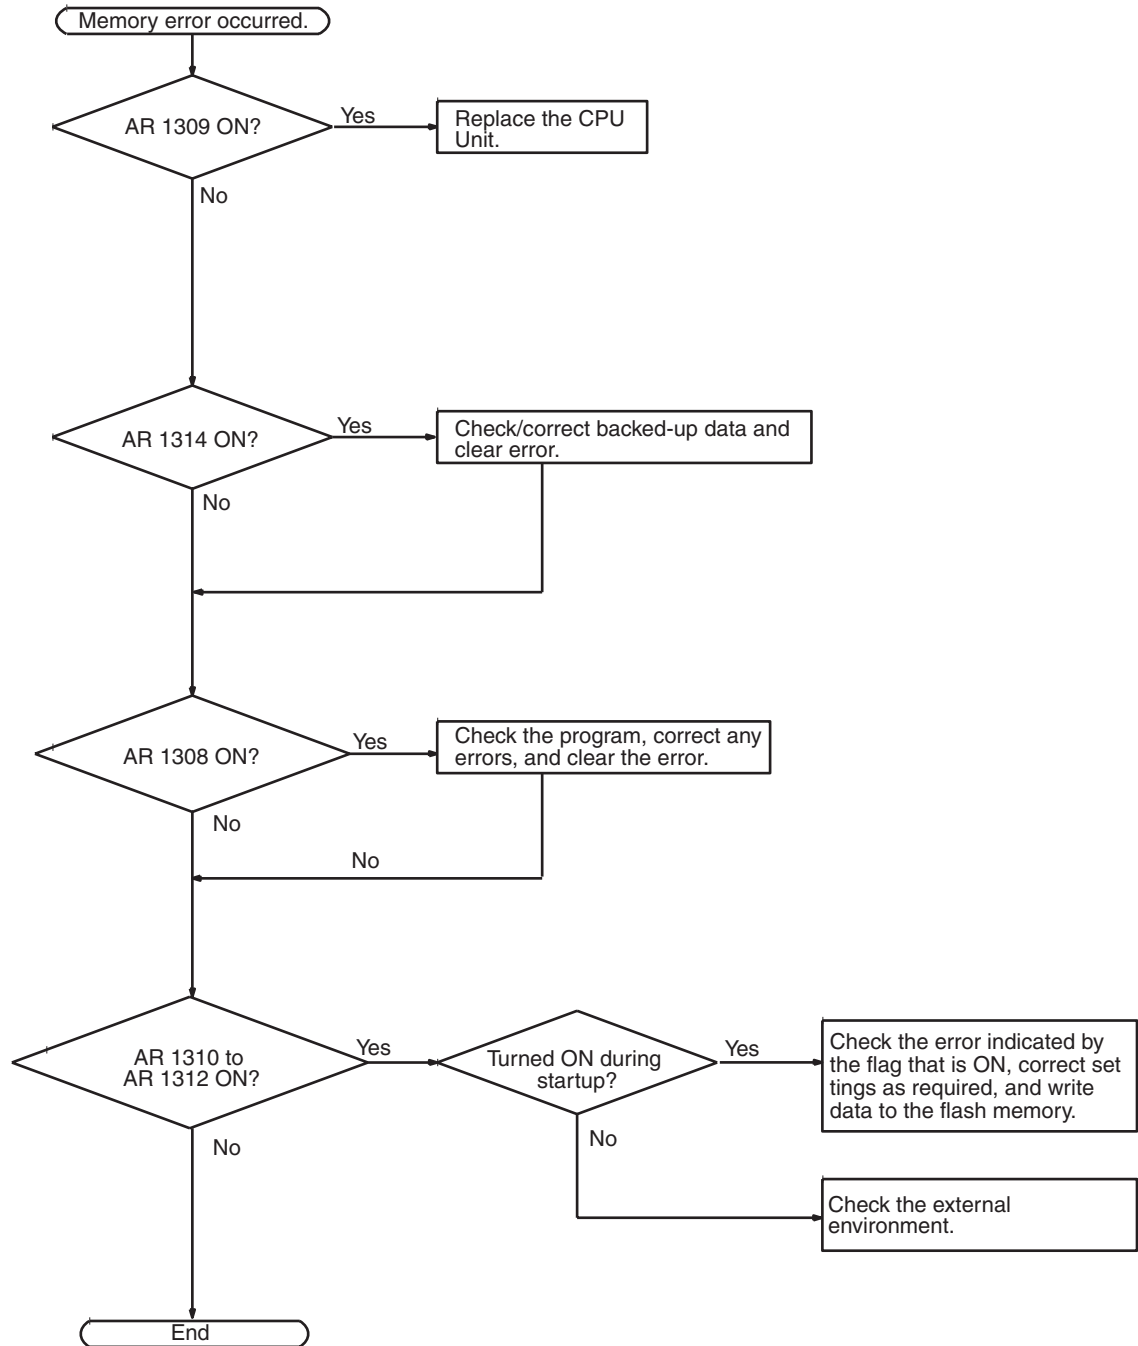 Memory error occurred.
AR 1309 ON?
Yes
Replace the CPU
Unit.
No
AR 1314 ON?
Yes
Check/correct backed-up data and
clear error.
No
AR 1308 ON?
Yes
Check the program, correct any
errors, and clear the error.
No
No
AR 1310 to
AR 1312 ON?
Yes
Turned ON during
startup?
Yes
Check the error indicated by
the flag that is ON, correct set
tings as required, and write
data to the flash memory.
No
No
Check the external
environment.
End